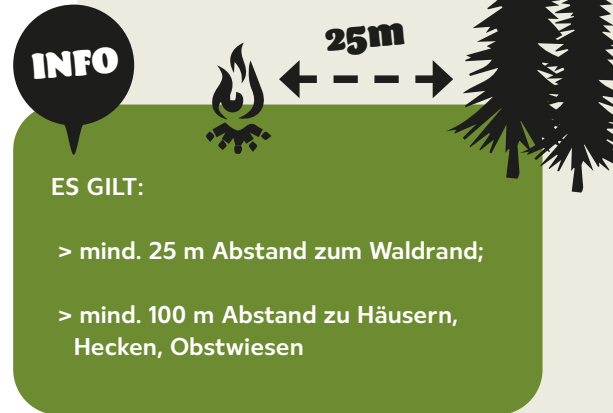 INFO
25m
ES GILT:
> mind. 25 m Abstand zum Waldrand;
> mind. 100 m Abstand zu Häusern,
Hecken, Obstwiesen